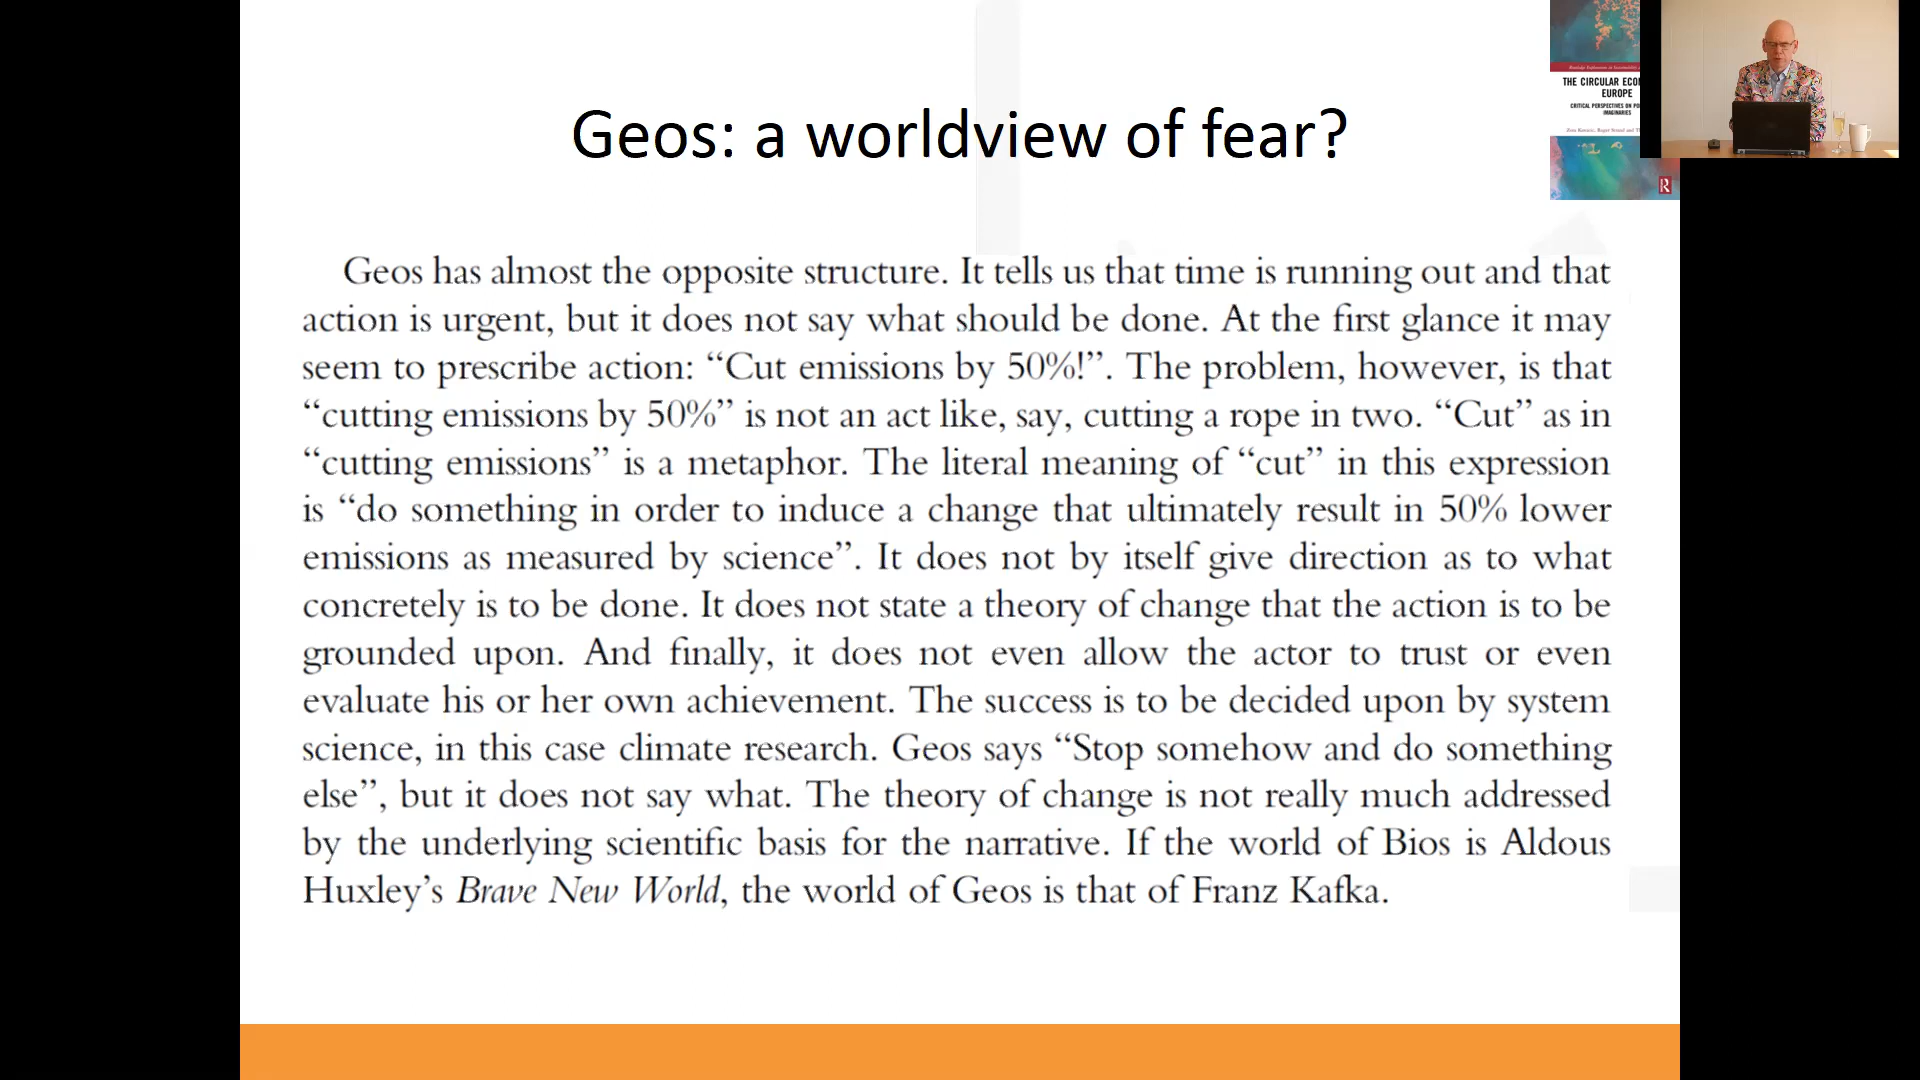 Geos: a worldview of fear?
THE CIRCULAR
EUROPE
CRITICAL PERSPECTIVES ON
IMAGINARIES
R
Geos has almost the opposite structure. It tells us that time is running out and that
action is urgent, but it does not say what should be done. At the first glance it may
seem to prescribe action: “Cut emissions by 50%!”. The problem, however, is that
“cutting emissions by 50%” is not an act like, say, cutting a rope in two. “Cut” as in
“cutting emissions” is a metaphor. The literal meaning of “cut” in this expression
is “do something in order to induce a change that ultimately result in 50% lower
emissions as measured by science”. It does not by itself give direction as to what
concretely is to be done. It does not state a theory of change that the action is to be
grounded upon. And finally, it does not even allow the actor to trust or even
evaluate his or her own achievement. The success is to be decided upon by system
science, in this case climate research. Geos says “Stop somehow and do something
else”, but it does not say what. The theory of change is not really much addressed
by the underlying scientific basis for the narrative. If the world of Bios is Aldous
Huxley’s Brave New World, the world of Geos is that of Franz Kafka.